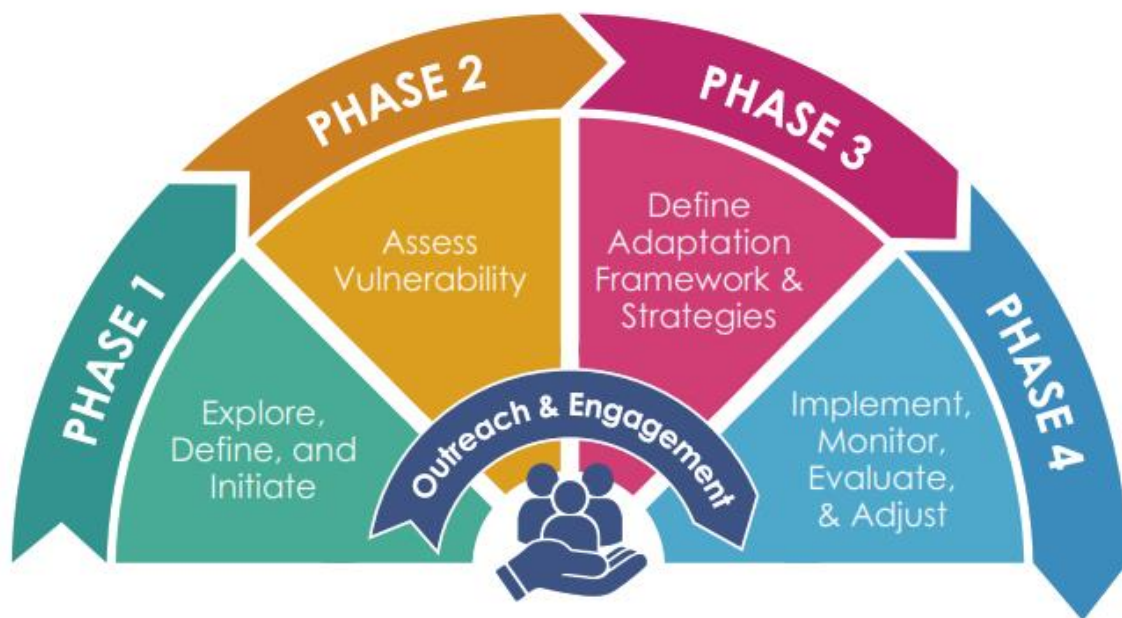 PHASE 1
Explore,
Define, and
Initiate
PHASE 2
Assess
Vulnerability
PHASE 3
Define
Adaptation
Framework &
Strategies
PHASE 4
Implement,
Monitor,
Evaluate,
& Adjust
Outreach & Engagement